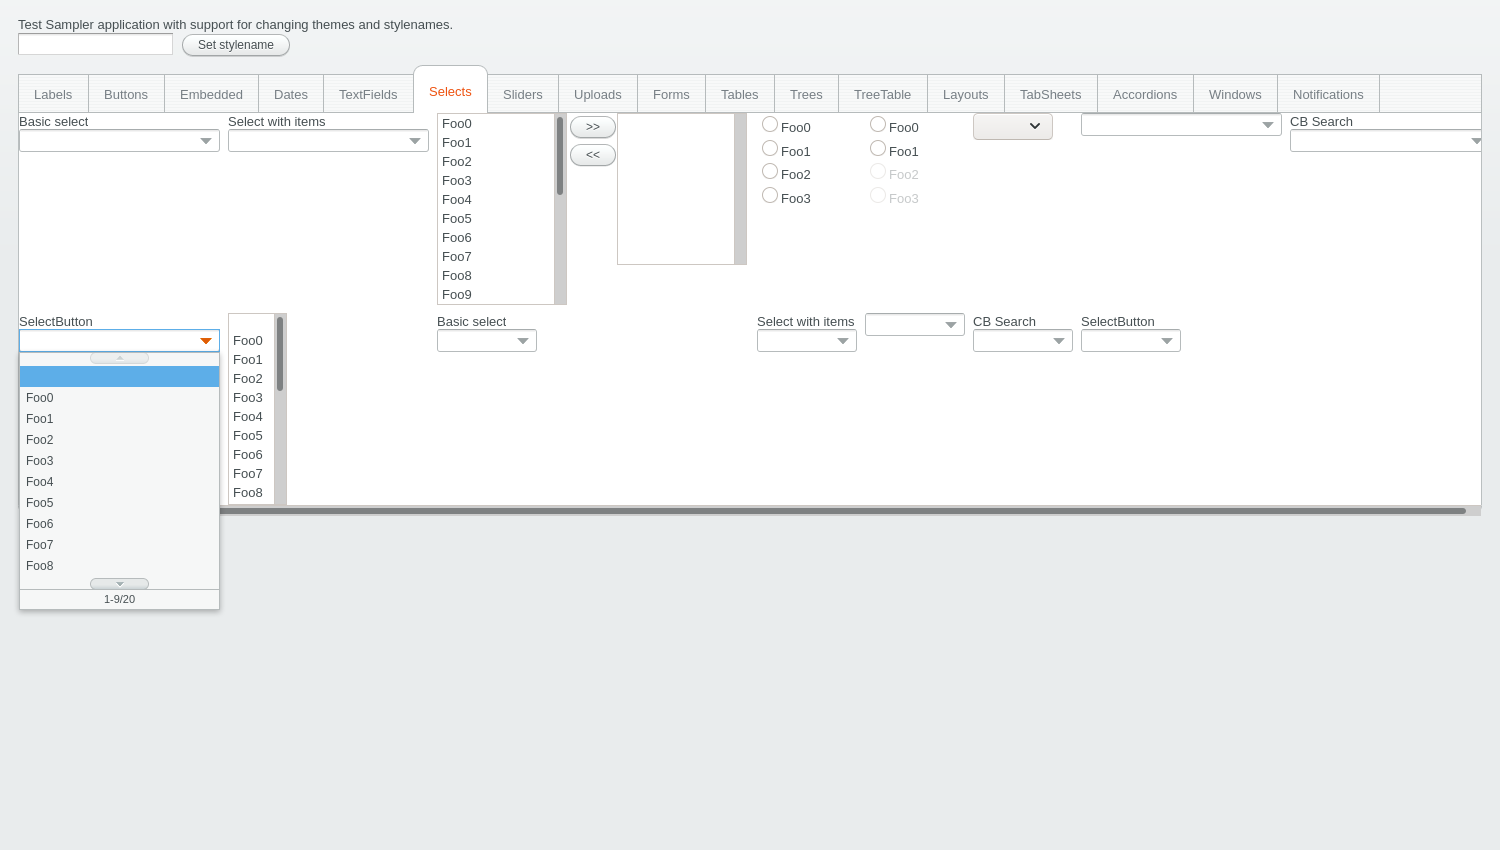 Test Sampler application with support for changing themes and stylenames.
Set stylename
Labels Buttons Embedded Dates TextFields Selects Sliders Uploads Forms Tables Trees TreeTable Layouts TabSheets Accordions Windows Notifications
Basic select
Select with items
Foo0
Foo1
Foo2
Foo3
Foo4
Foo5
Foo6
Foo7
Foo8
Foo9
>>
<<
Foo0
Foo1
Foo2
Foo3
Foo0
Foo1
Foo2
Foo3
CB Search
SelectButton
Foo0
Foo1
Foo2
Foo3
Foo4
Foo5
Foo6
Foo7
Foo8
1-9/20
Foo0
Foo1
Foo2
Foo3
Foo4
Foo5
Foo6
Foo7
Foo8
Basic select
Select with items
CB Search
SelectButton